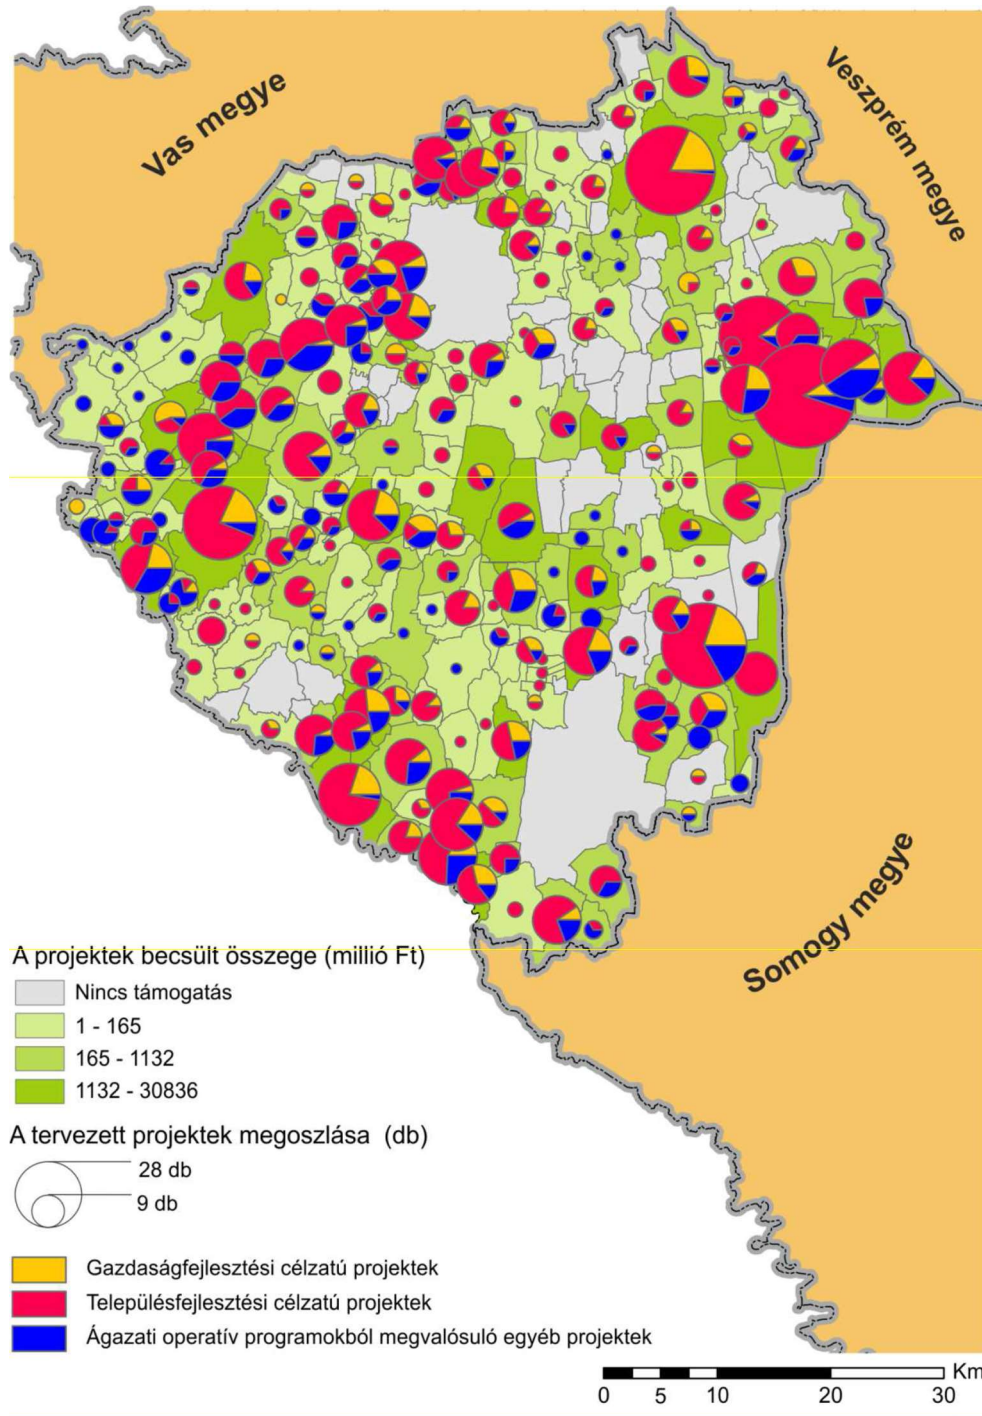 Vas megye
Veszprém megye
Somogy megye
A projektek becsült összege (millió Ft)
Nincs támogatás
1 - 165
165 - 1132
1132 - 30836
A tervezett projektek megoszlása (db)
28 db
9 db
Gazdaságfejlesztési célzatú projektek
Településfejlesztési célzatú projektek
Ágazati operatív programokból megvalósuló egyéb projektek
Km
0 5 10 20 30